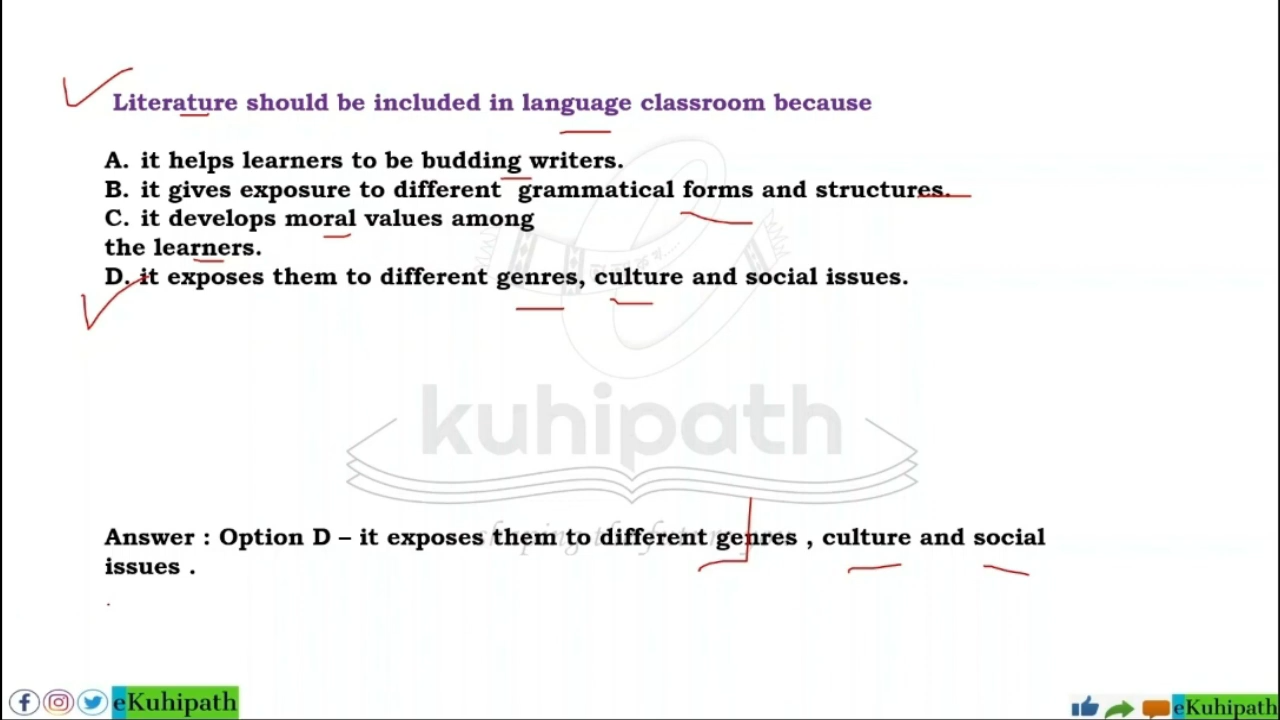 Literature should be included in language classroom because
A. it helps learners to be budding writers.
B. it gives exposure to different grammatical forms and structures.
C. it develops moral values among
the learners.
D. it exposes them to different genres, culture and social issues.
kuhipath
Answer : Option D – it exposes them to different genres , culture and social
issues .
eKuhipath
eKuhipath